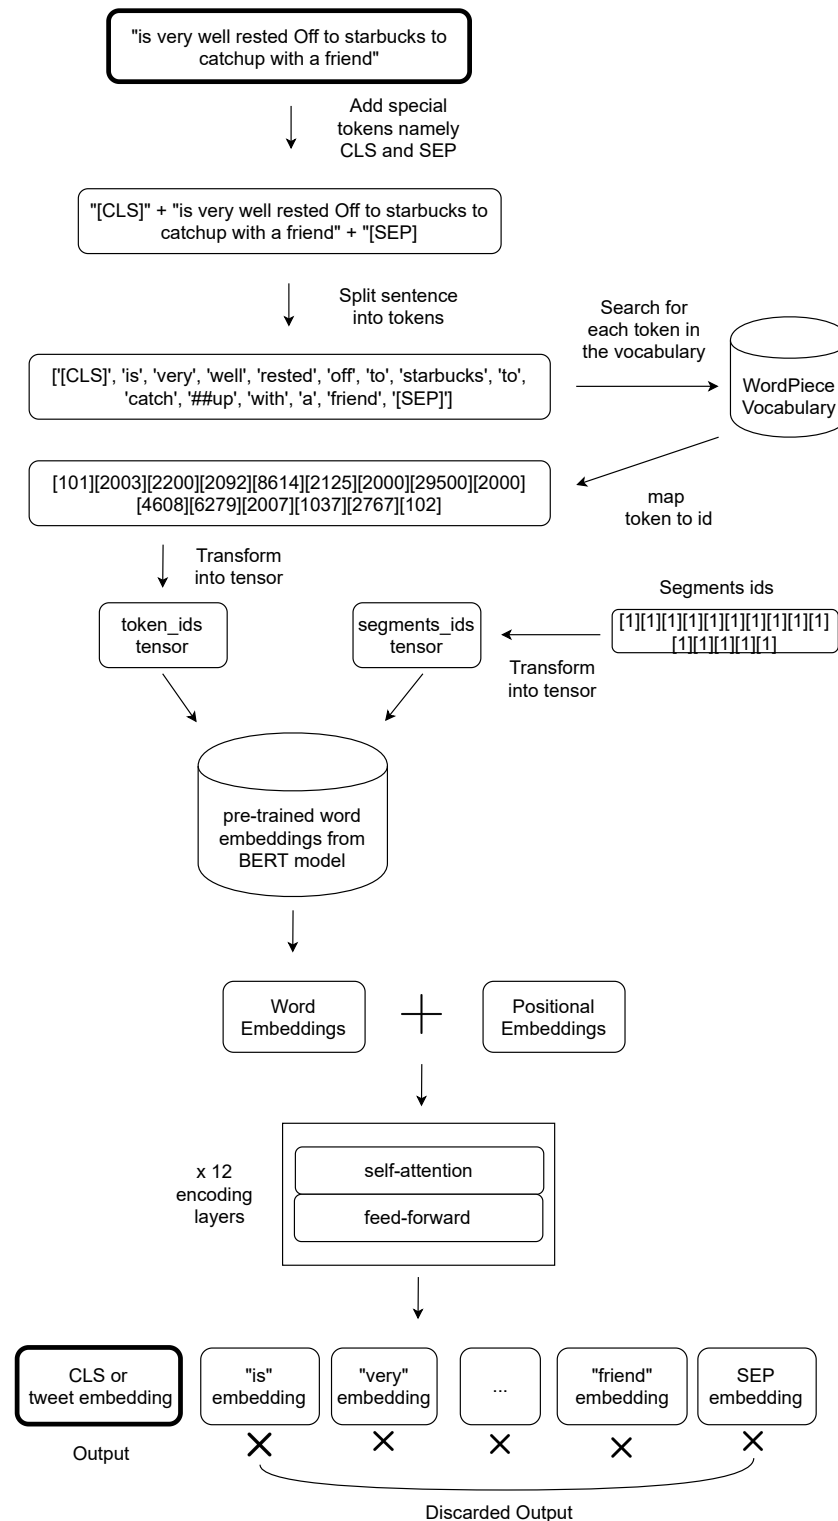 "is very well rested Off to starbucks to
catchup with a friend"
Add special
tokens namely
CLS and SEP
"[CLS]" + "is very well rested Off to starbucks to
catchup with a friend" + "[SEP]
Split sentence
into tokens
Search for
each token in
the vocabulary
['[CLS]', 'is', 'very', 'well', 'rested', 'off', 'to', 'starbucks', 'to',
'catch', '##up', 'with', 'a', 'friend', '[SEP]']
WordPiece
Vocabulary
[101][2003][2200][2092][8614][2125][2000][29500][2000]
[4608][6279][2007][1037][2767][102]
map
token to id
Transform
into tensor
Segments ids
token_ids
tensor
segments_ids
tensor
[1][1][1][1][1][1][1][1][1][1]
[1][1][1][1][1]
Transform
into tensor
pre-trained word
embeddings from
BERT model
Word
Embeddings
Positional
Embeddings
x 12
encoding
layers
self-attention
feed-forward
CLS or
tweet embedding
"is"
embedding
"very"
embedding
...
"friend"
embedding
SEP
embedding
Output
Discarded Output